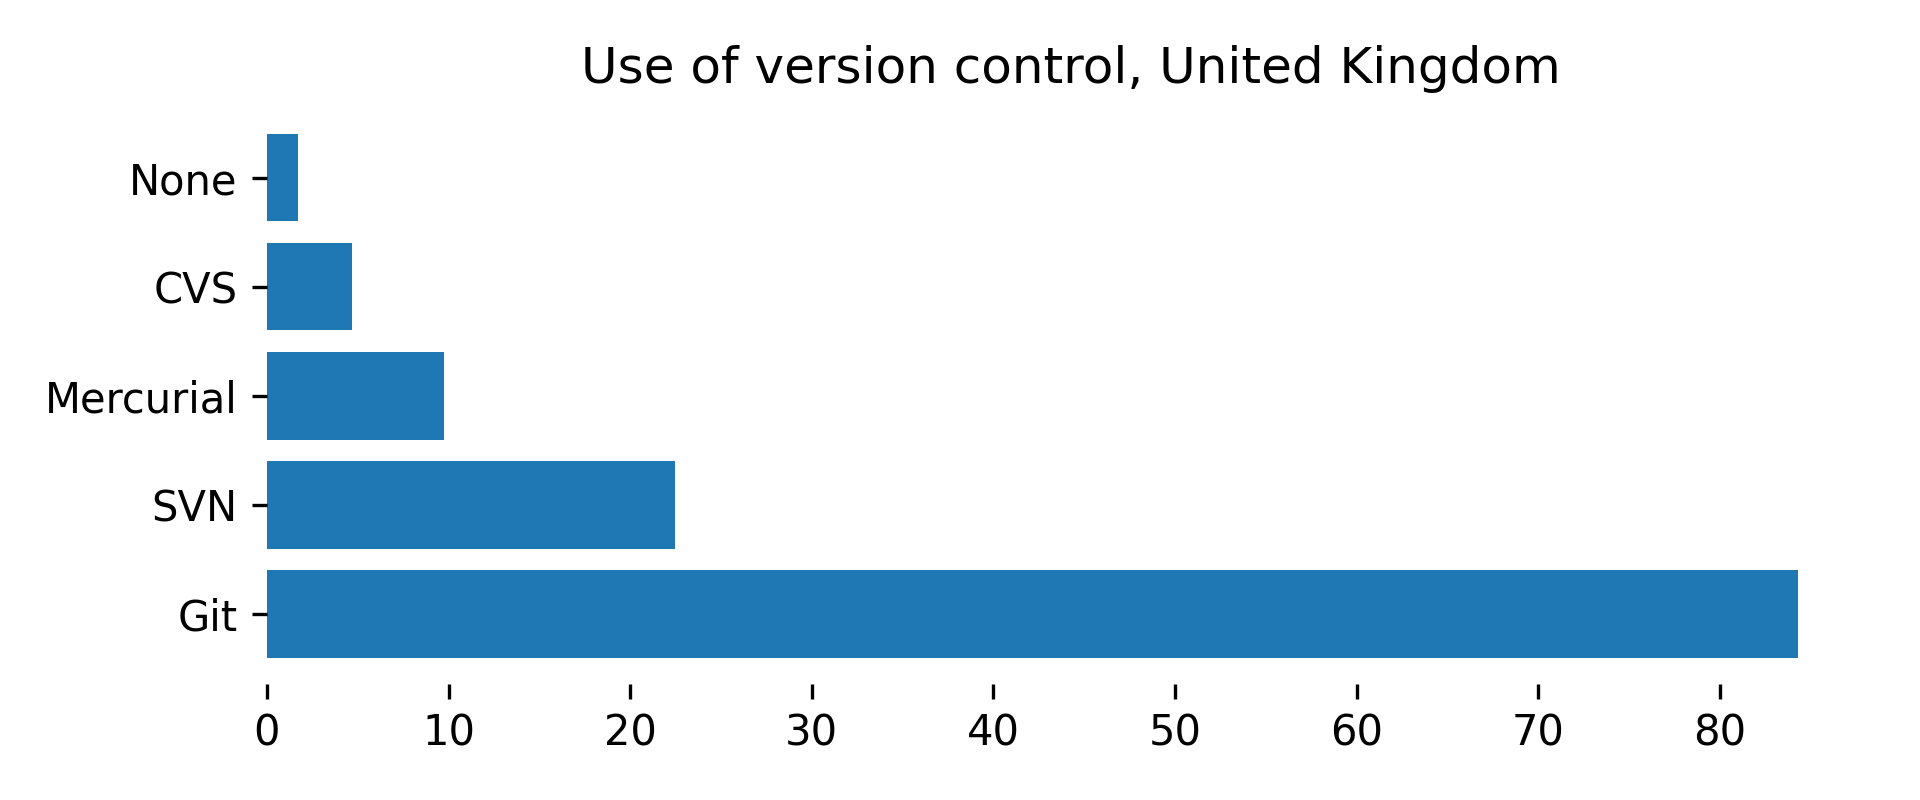 Use of version control, United Kingdom
None
CVS
Mercurial
SVN
Git
0 10 20 30 40 50 60 70 80